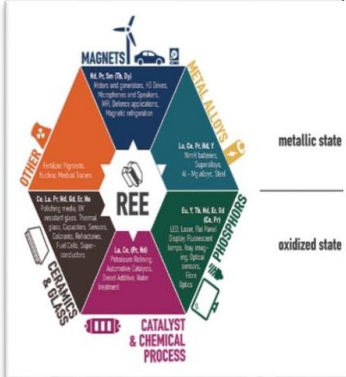 MAGNETS
Nd, Pr, Sm (Tb, Dy)
Motors and generators, HD Drives,
Microphones and Speakers,
MRI, Defence applications,
Magnetic refrigeration
METAL ALLOYS
La, Ce, Pr, Nd, Y
NimH batteries,
Superalloys,
Al - Mg alloys, Steel
metallic state
OTHER
Fertilizer, Pigments,
Nuclear, Medical Tracers
REE
Ce, La, Pr, Nd, Gd, Er, Ho
Polishing media, UV
resistant glass, Thermal
glass, Capacitors, Sensors,
Colorants, Refractories,
Fuel Cells, Super-
conductors
CERAMICS
& GLASS
Eu, Y, Tb, Nd, Er, Gd
(Ce, Pr)
LED, Laser, Flat Panel
Display, Fluorescent
lamps, Xray imag-
ing, Optical
sensors,
Fibre
Optics
PHOSPHORS
oxidized state
La, Ce, (Pr, Nd)
Petroleum Refining,
Automotive Catalysts,
Diesel Additive, Water
treatment
CATALYST
& CHEMICAL
PROCESS